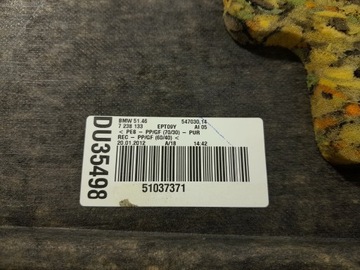 DU35498
BMW 51.46 547030.14
7 238 133 EPT09Y AI 05
< PE8 - PP/GF (70/30) - PUR
REC - PP/GF (60/40) <
20.01.2012 A/18 14:42
51037371